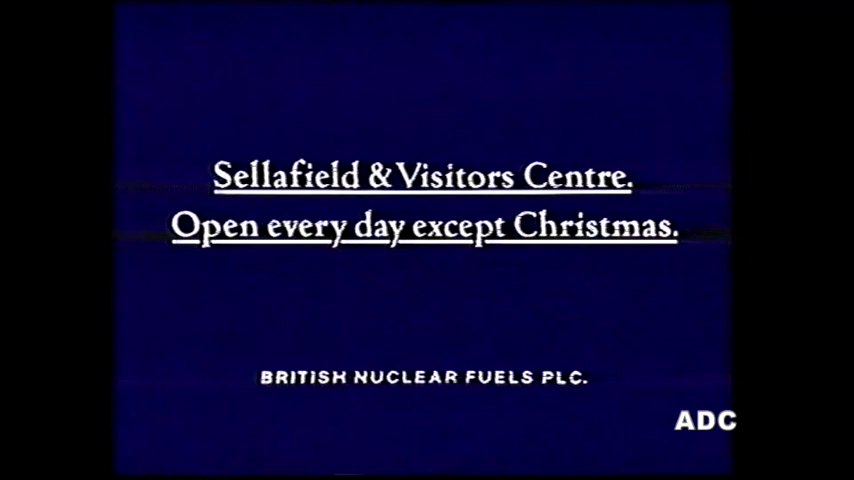 Sellafield & Visitors Centre.
Open every day except Christmas.
BRITISH NUCLEAR FUELS PLC.
ADC